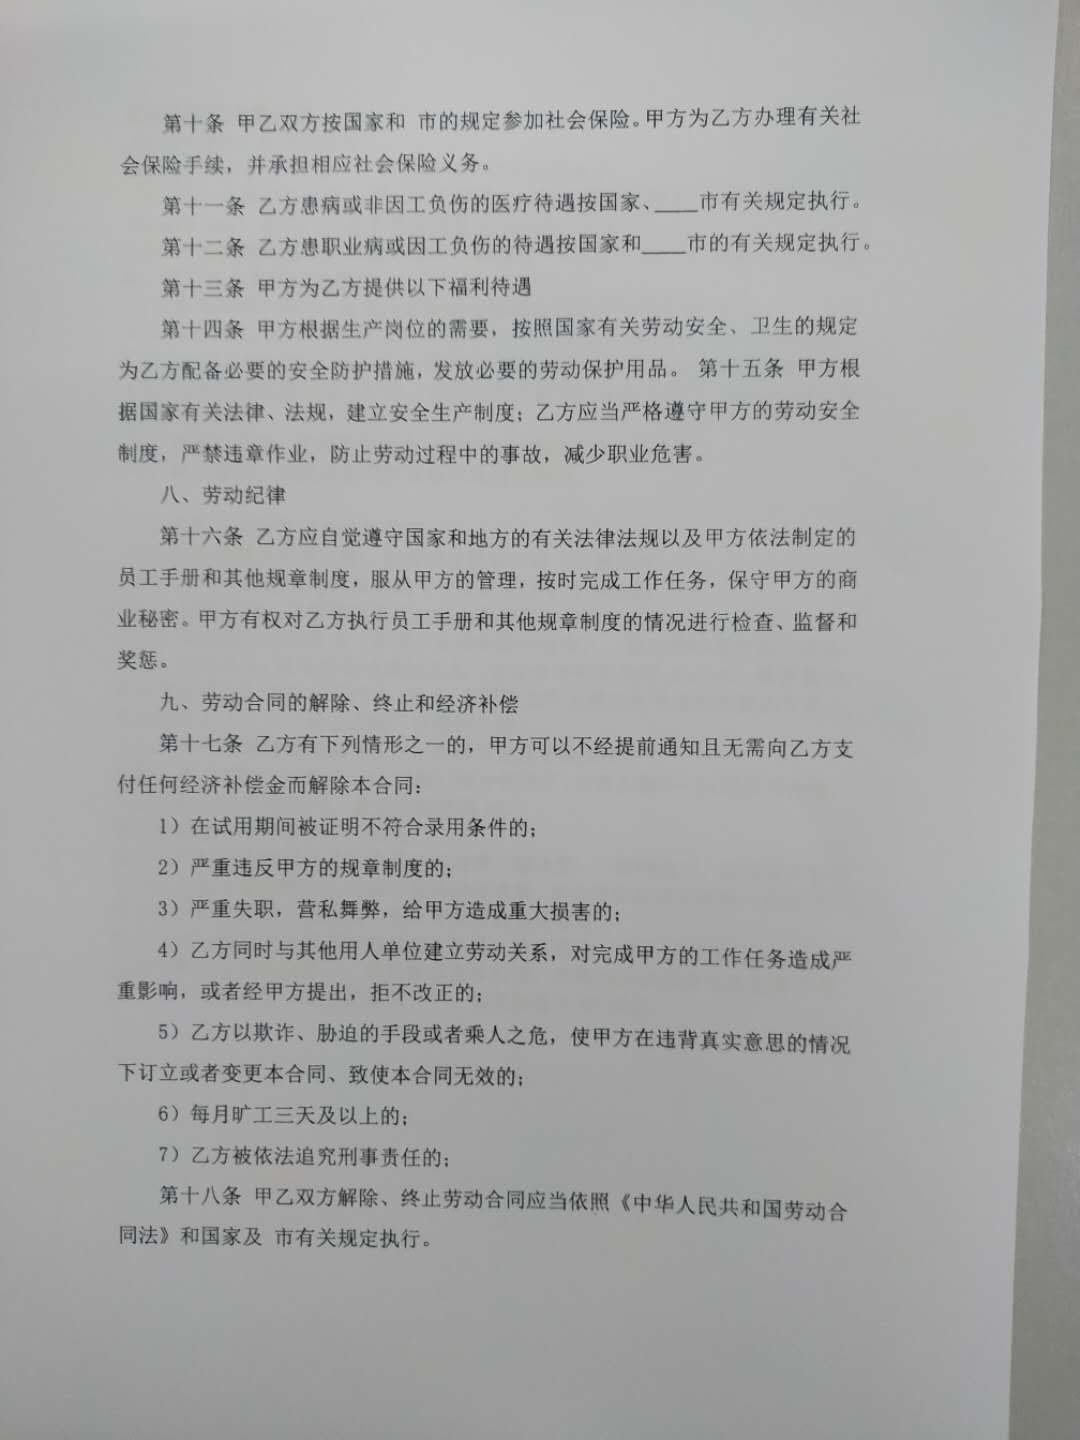 第十条 甲乙双方按国家和 市的规定参加社会保险。甲方为乙方办理有关社
会保险手续，并承担相应社会保险义务。
第十一条 乙方患病或非因工负伤的医疗待遇按国家、____市有关规定执行。
第十二条 乙方患职业病或因工负伤的待遇按国家和____市的有关规定执行。
第十三条 甲方为乙方提供以下福利待遇
第十四条 甲方根据生产岗位的需要，按照国家有关劳动安全、卫生的规定
为乙方配备必要的安全防护措施，发放必要的劳动保护用品。 第十五条 甲方根
据国家有关法律、法规，建立安全生产制度；乙方应当严格遵守甲方的劳动安全
制度，严禁违章作业，防止劳动过程中的事故，减少职业危害。
八、劳动纪律
第十六条 乙方应自觉遵守国家和地方的有关法律法规以及甲方依法制定的
员工手册和其他规章制度，服从甲方的管理，按时完成工作任务，保守甲方的商
业秘密。甲方有权对乙方执行员工手册和其他规章制度的情况进行检查、监督和
奖惩。
九、劳动合同的解除、终止和经济补偿
第十七条 乙方有下列情形之一的，甲方可以不经提前通知且无需向乙方支
付任何经济补偿金而解除本合同：
1）在试用期间被证明不符合录用条件的；
2）严重违反甲方的规章制度的；
3）严重失职，营私舞弊，给甲方造成重大损害的；
4）乙方同时与其他用人单位建立劳动关系，对完成甲方的工作任务造成严
重影响，或者经甲方提出，拒不改正的；
5）乙方以欺诈、胁迫的手段或者乘人之危，使甲方在违背真实意思的情况
下订立或者变更本合同、致使本合同无效的；
6）每月旷工三天及以上的；
7）乙方被依法追究刑事责任的；
第十八条 甲乙双方解除、终止劳动合同应当依照《中华人民共和国劳动合
同法》和国家及 市有关规定执行。